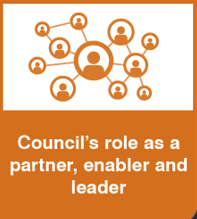 Council's role as a
partner, enabler and
leader